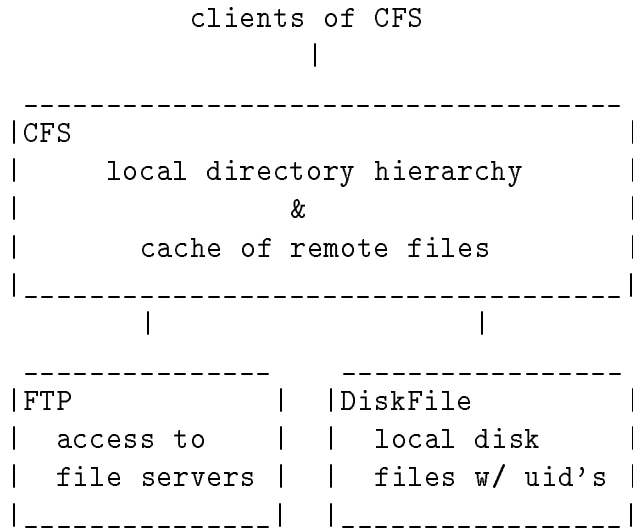 clients of CFS
CFS
local directory hierarchy
&
cache of remote files
FTP
access to
file servers
DiskFile
local disk
files w/ uid's